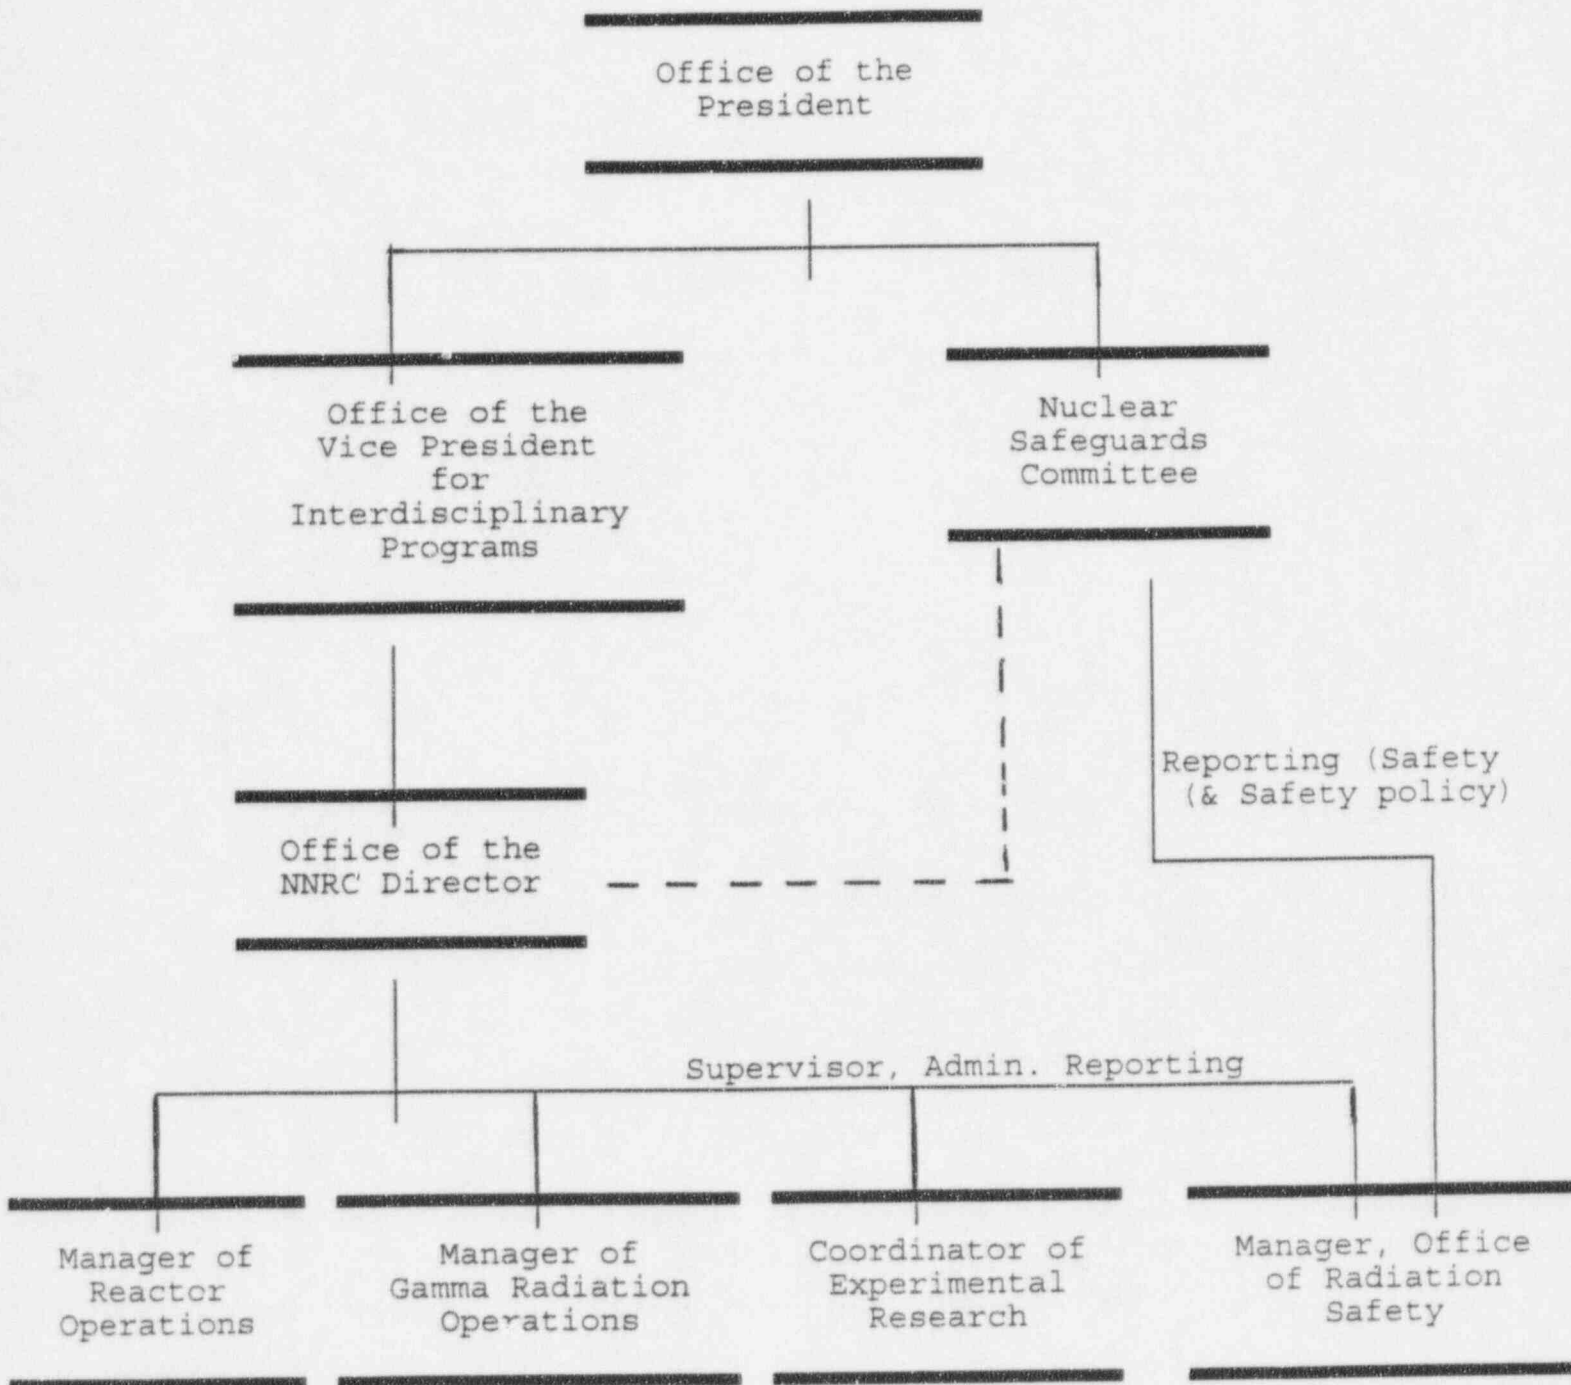 Office of the
President
Office of the
Vice President
for
Interdisciplinary
Programs
Nuclear
Safeguards
Committee
Reporting (Safety
(& Safety policy)
Office of the
NNRC Director
Supervisor, Admin. Reporting
Manager of
Reactor
Operations
Manager of
Gamma Radiation
Operations
Coordinator of
Experimental
Research
Manager, Office
of Radiation
Safety